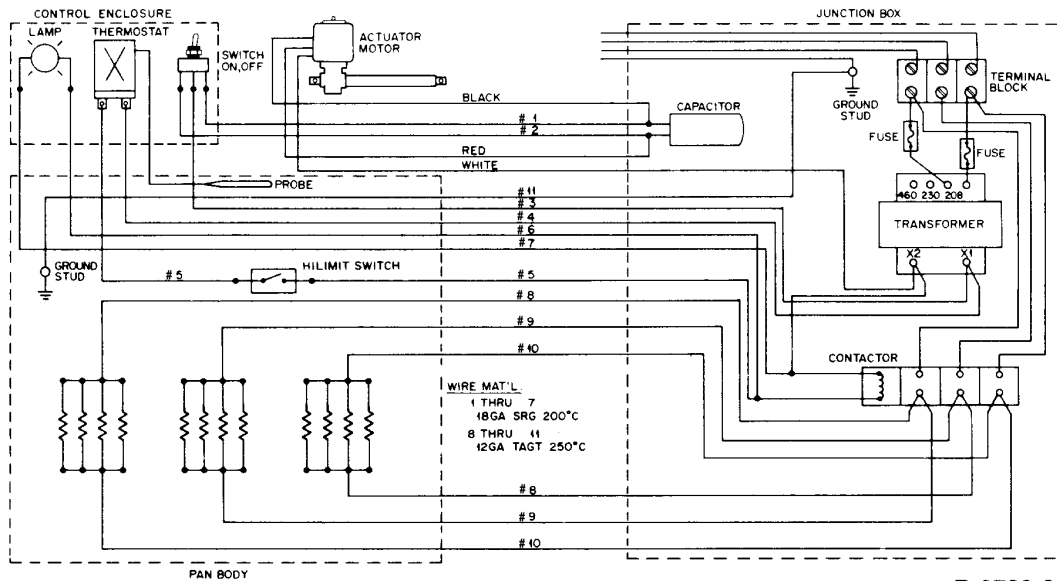 CONTROL ENCLOSURE
LAMP
THERMOSTAT
SWITCH
ON,OFF
ACTUATOR
MOTOR
JUNCTION BOX
TERMINAL
BLOCK
GROUND
STUD
CAPACITOR
BLACK
# 1
# 2
RED
WHITE
FUSE
FUSE
PROBE
460 230 208
TRANSFORMER
X2
X1
#11
#3
#4
#6
#7
GROUND
STUD
#5
HILIMIT SWITCH
#5
#8
#9
#10
CONTACTOR
WIRE MAT'L.
1 THRU 7
18GA SRG 200°C
8 THRU 11
12GA TAGT 250°C
#8
#9
#10
PAN BODY